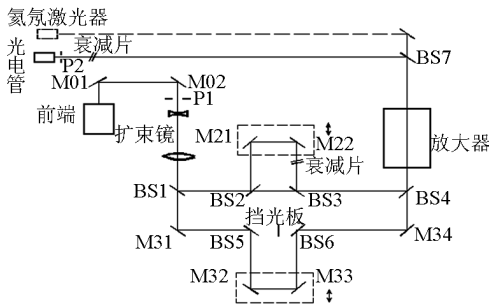 氦氖激光器
光电管
衰减片
P2
BS7
M01
M02
P1
前端
扩束镜
M21
M22
衰减片
放大器
BS1
BS2
BS3
BS4
挡光板
M31
BS5
BS6
M34
M32
M33